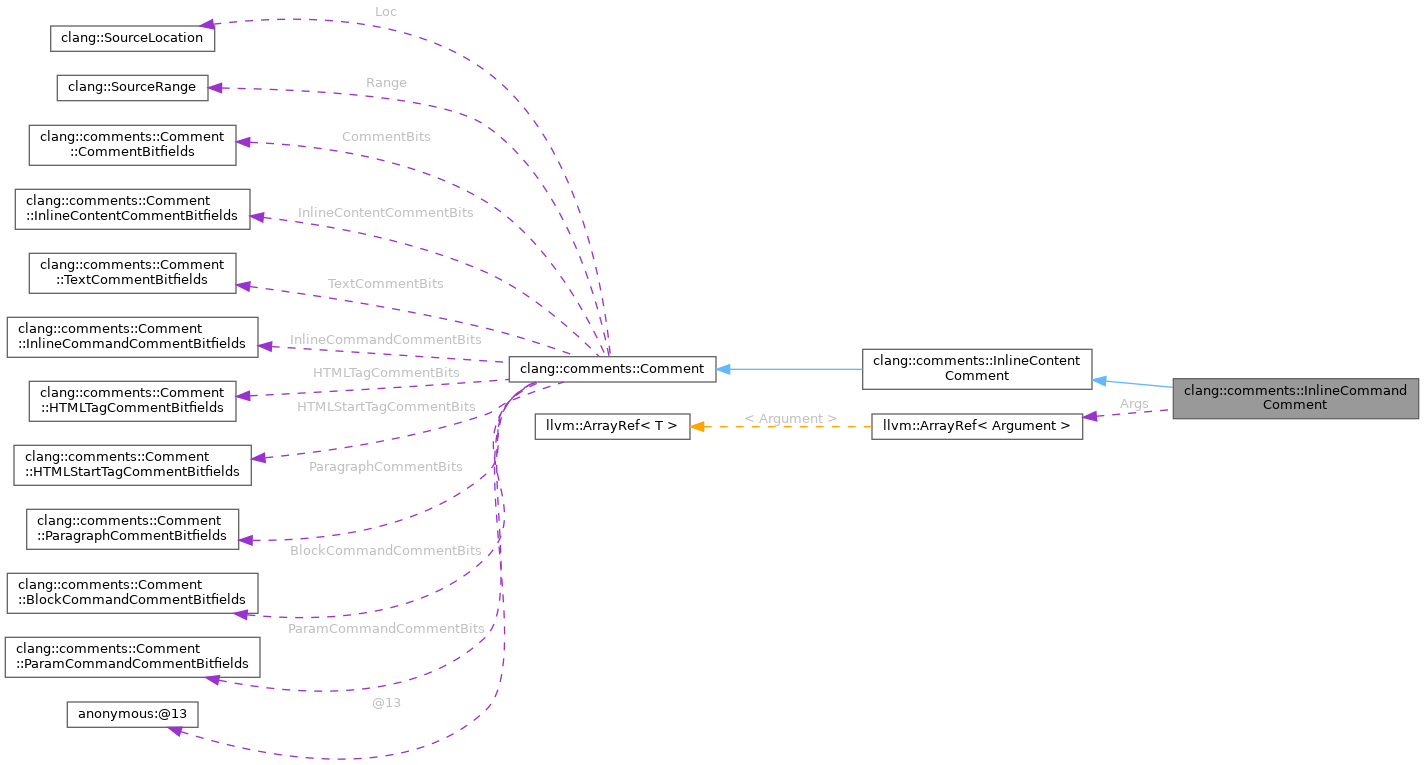 Loc
clang::SourceLocation
Range
clang::SourceRange
CommentBits
clang::comments::Comment
::CommentBitfields
InlineContentCommentBits
clang::comments::Comment
::InlineContentCommentBitfields
TextCommentBits
clang::comments::Comment
::TextCommentBitfields
InlineCommandCommentBits
clang::comments::Comment
::InlineCommandCommentBitfields
HTMLTagCommentBits
clang::comments::Comment
::HTMLTagCommentBitfields
HTMLStartTagCommentBits
clang::comments::Comment
::HTMLStartTagCommentBitfields
ParagraphCommentBits
clang::comments::Comment
::ParagraphCommentBitfields
BlockCommandCommentBits
clang::comments::Comment
::BlockCommandCommentBitfields
ParamCommandCommentBits
clang::comments::Comment
::ParamCommandCommentBitfields
@13
anonymous:@13
clang::comments::Comment
llvm::ArrayRef< T >
< Argument >
clang::comments::InlineContent
Comment
llvm::ArrayRef< Argument >
Args
clang::comments::InlineCommand
Comment